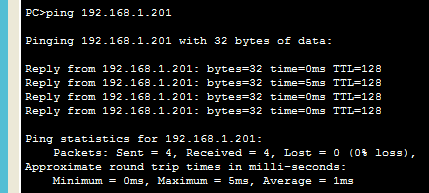 PC>ping 192.168.1.201
Pinging 192.168.1.201 with 32 bytes of data:
Reply from 192.168.1.201: bytes=32 time=0ms TTL=128
Reply from 192.168.1.201: bytes=32 time=5ms TTL=128
Reply from 192.168.1.201: bytes=32 time=0ms TTL=128
Reply from 192.168.1.201: bytes=32 time=0ms TTL=128
Ping statistics for 192.168.1.201:
Packets: Sent = 4, Received = 4, Lost = 0 (0% loss),
Approximate round trip times in milli-seconds:
Minimum = 0ms, Maximum = 5ms, Average = 1ms